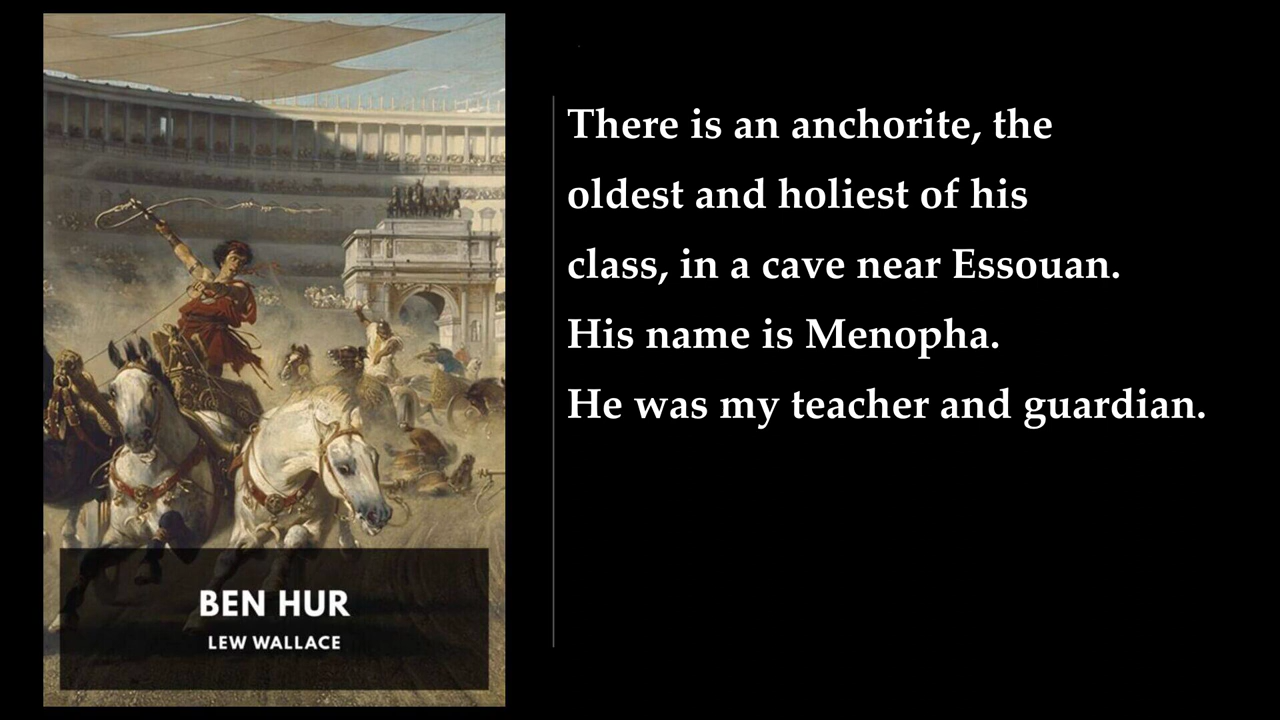 There is an anchorite, the
oldest and holiest of his
class, in a cave near Essouan.
His name is Menopha.
He was my teacher and guardian.
BEN HUR
LEW WALLACE